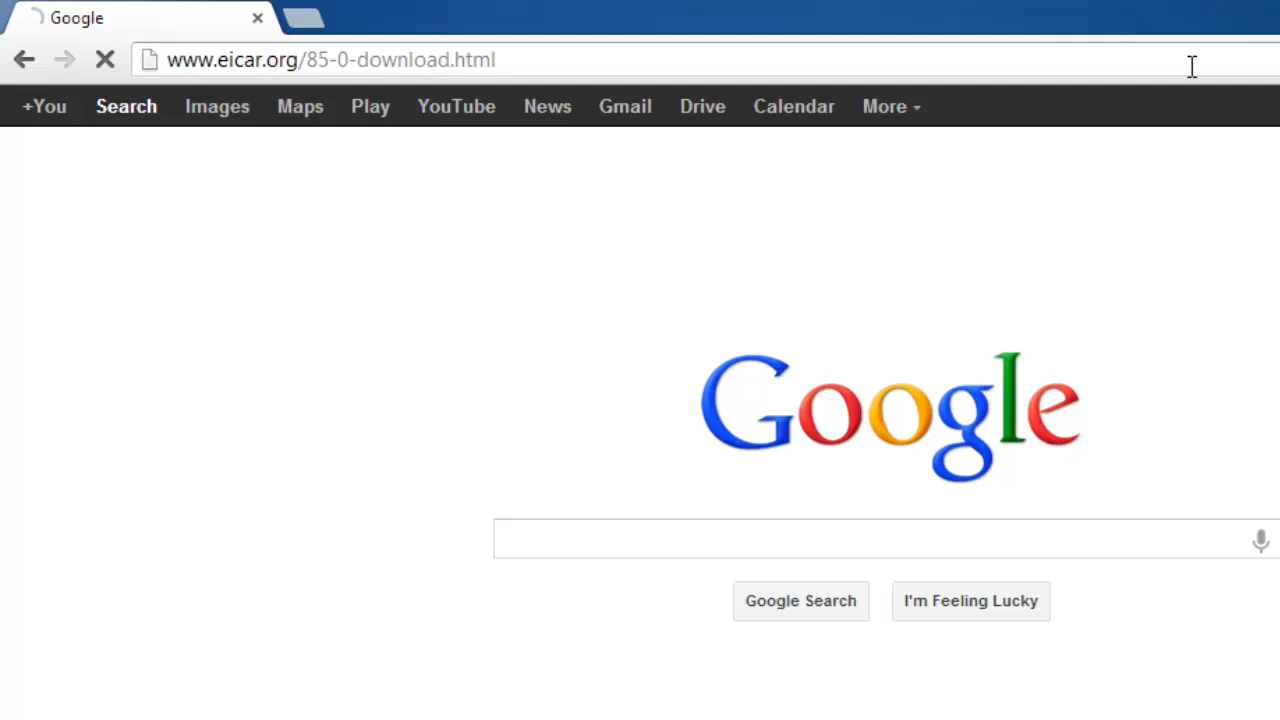 Google
www.eicar.org/85-0-download.html
+You Search Images Maps Play YouTube News Gmail Drive Calendar More
Google
Google Search I'm Feeling Lucky